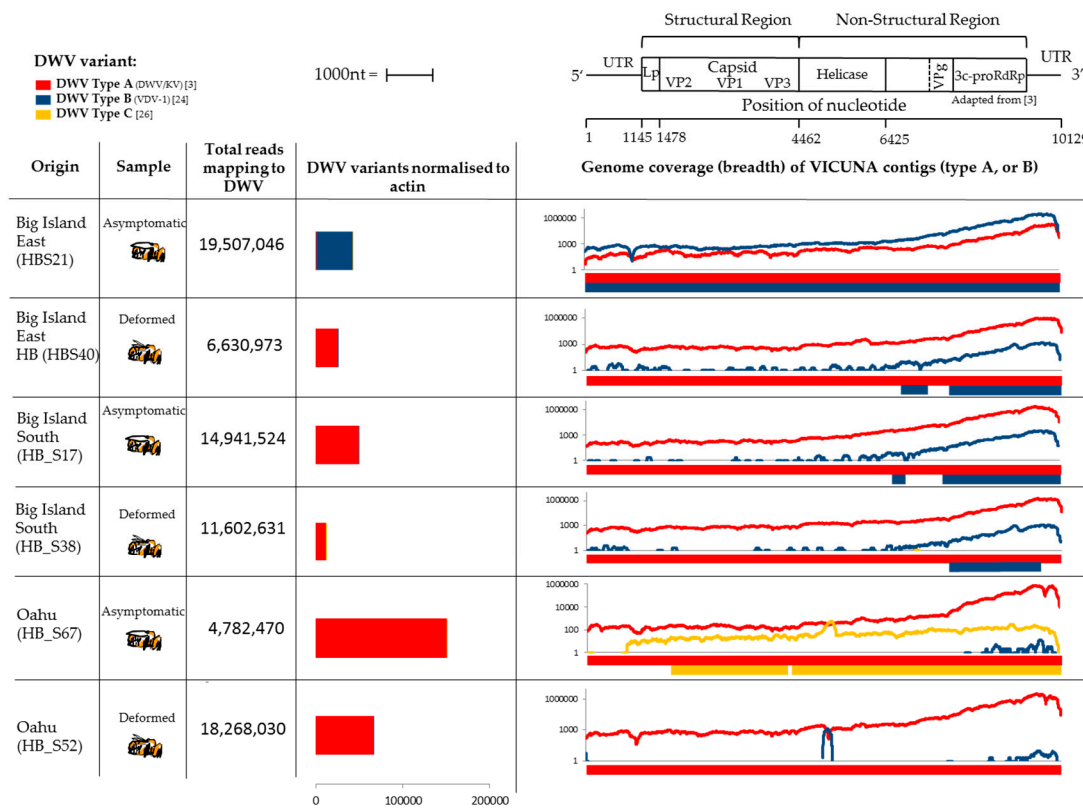 Structural Region
Non-Structural Region
DWV variant:
DWV Type A (DWV/KV) [3]
DWV Type B (VDV-1) [24]
DWV Type C [26]
1000nt =
UTR
UTR
5'
Lp
Capsid
VP2
VP1
VP3
Helicase
VPg
3c-proRdRp
3'
Adapted from [3]
Position of nucleotide
1
1145
1478
4462
6425
10129
Origin
Sample
Total reads
mapping to
DWV
DWV variants normalised to
actin
Genome coverage (breadth) of VICUNA contigs (type A, or B)
Big Island
East
(HBS21)
Asymptomatic
19,507,046
1000000
1000
1
Big Island
East
HB (HBS40)
Deformed
6,630,973
1000000
1000
1
Big Island
South
(HB_S17)
Asymptomatic
14,941,524
1000000
1000
1
Big Island
South
(HB_S38)
Deformed
11,602,631
1000000
1000
1
Oahu
(HB_S67)
Asymptomatic
4,782,470
1000000
10000
100
1
Oahu
(HB_S52)
Deformed
18,268,030
1000000
1000
1
0
100000
200000